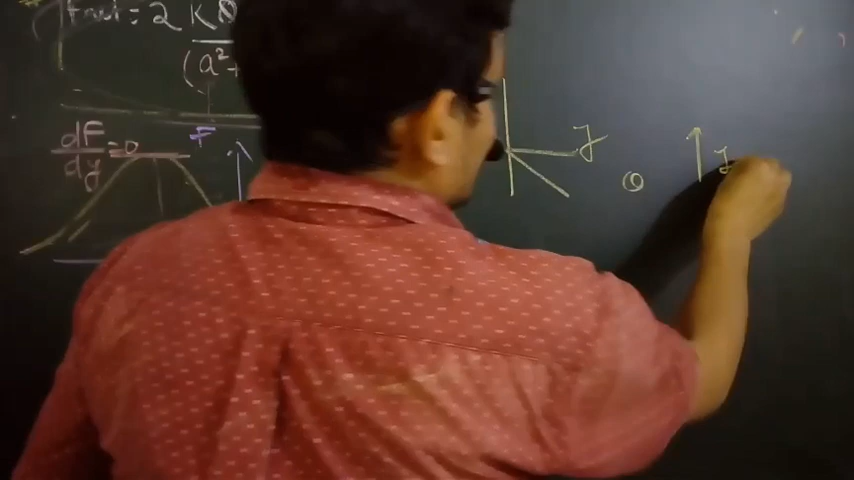 Fnet = 2 KQ
(a²+
dF/dy = 0
F
y
Q
y